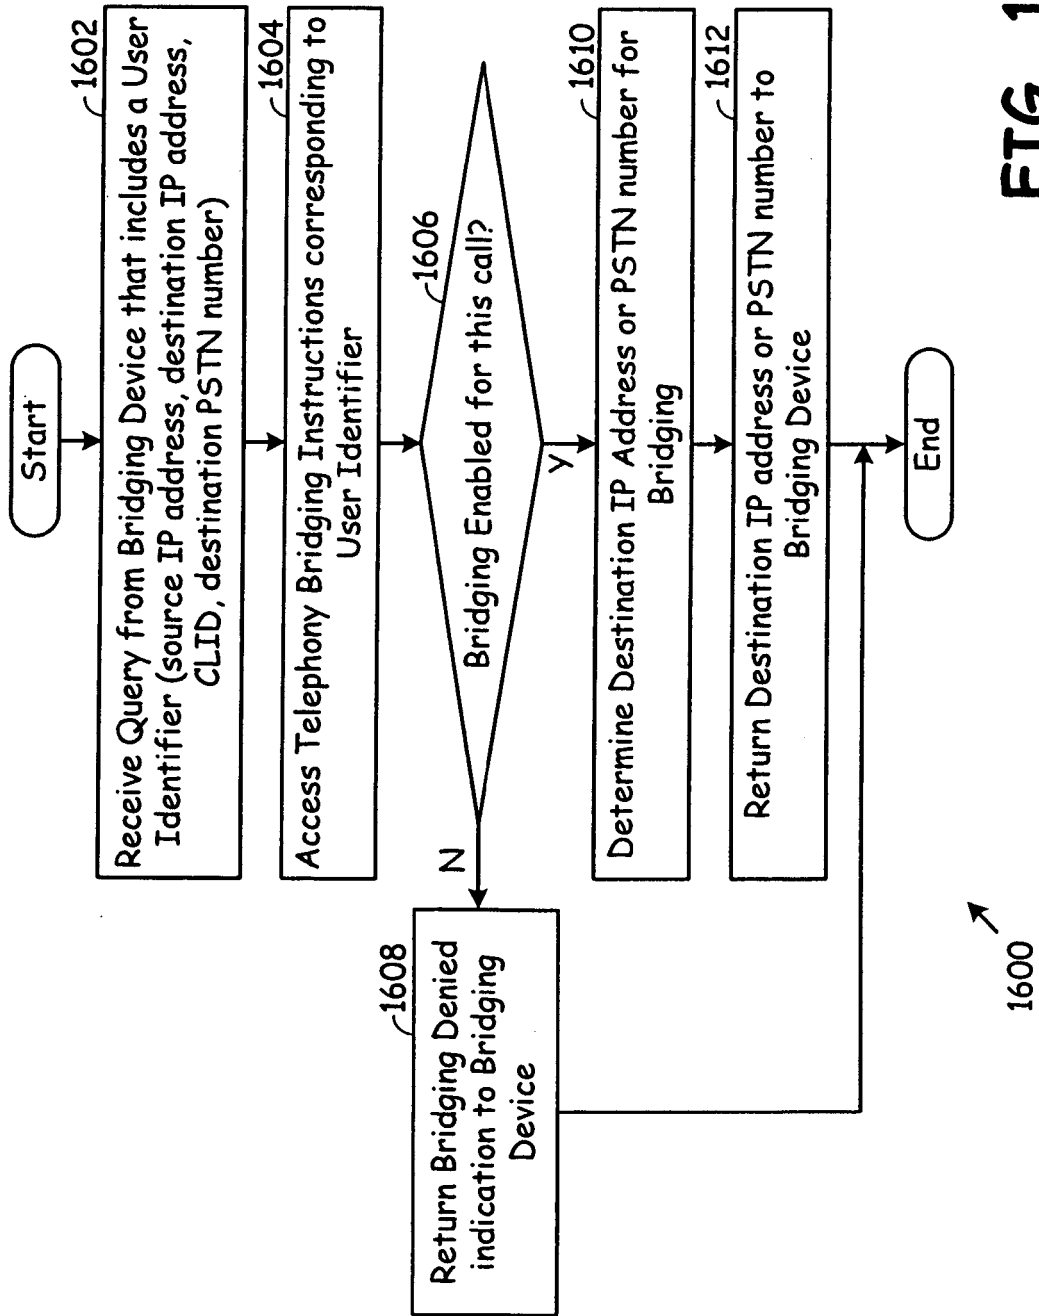 Start
1602
Receive Query from Bridging Device that includes a User
Identifier (source IP address, destination IP address,
CLID, destination PSTN number)
1604
Access Telephony Bridging Instructions corresponding to
User Identifier
1606
Bridging Enabled for this call?
N
Y
1608
Return Bridging Denied
indication to Bridging
Device
1610
Determine Destination IP Address or PSTN number for
Bridging
1612
Return Destination IP address or PSTN number to
Bridging Device
End
1600
FIG. 1